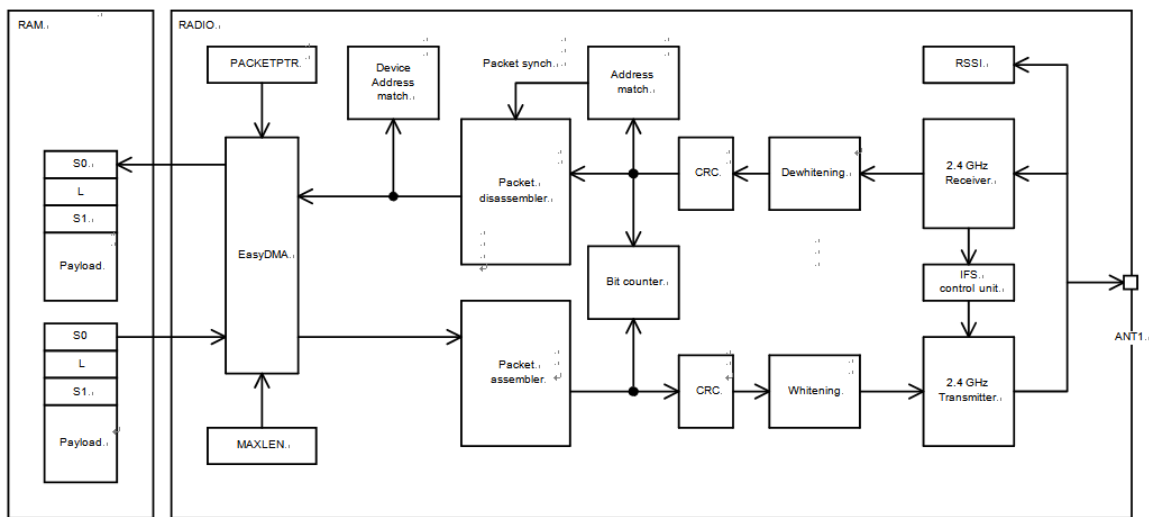 RAM.
RADIO.
PACKETPTR.
Device
Address
match.
Packet synch.
Address
match.
RSSI.
S0.
L
S1.
Payload.
EasyDMA.
Packet.
disassembler.
CRC.
Dewhitening.
2.4 GHz
Receiver.
Bit counter.
IFS.
control unit.
ANT1.
S0
L
S1.
Payload.
Packet.
assembler.
CRC.
Whitening.
2.4 GHz
Transmitter.
MAXLEN.